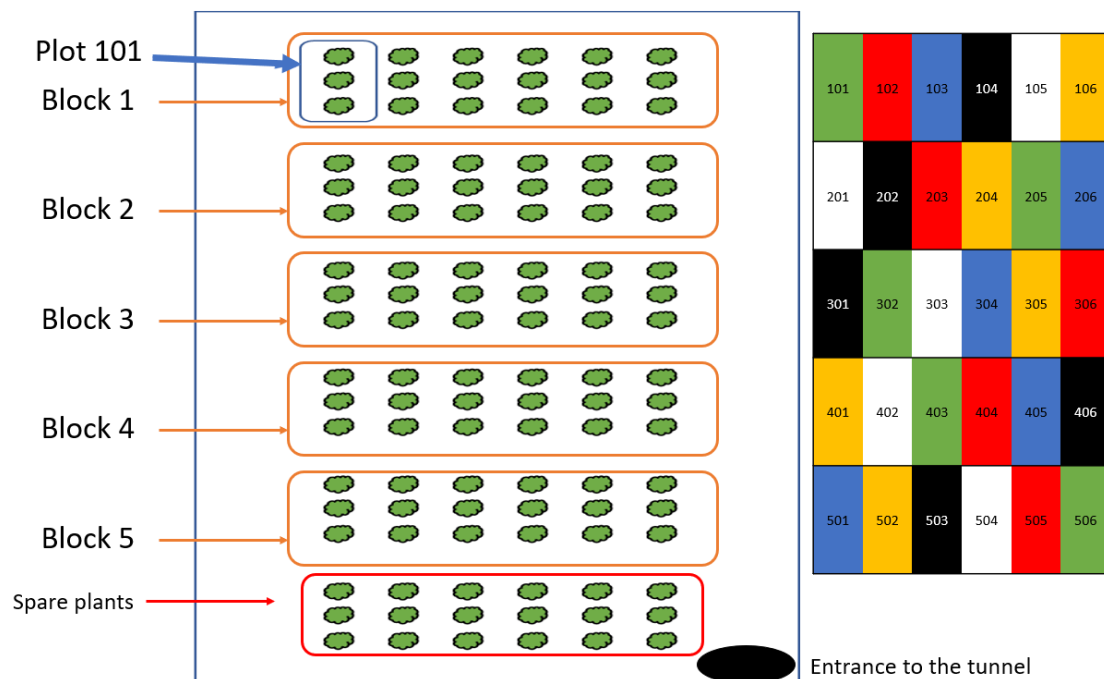 Plot 101
Block 1
Block 2
Block 3
Block 4
Block 5
Spare plants
101 102 103 104 105 106
201 202 203 204 205 206
301 302 303 304 305 306
401 402 403 404 405 406
501 502 503 504 505 506
Entrance to the tunnel